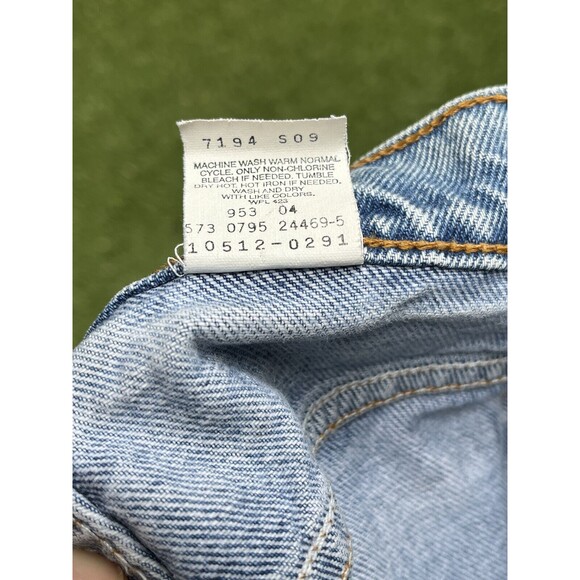 7194 S09
MACHINE WASH WARM NORMAL
CYCLE. ONLY NON-CHLORINE
BLEACH IF NEEDED. TUMBLE
DRY HOT. HOT IRON IF NEEDED.
WASH AND DRY
WITH LIKE COLORS.
WPL 423
953 04
573 0795 24469-5
10512-0291